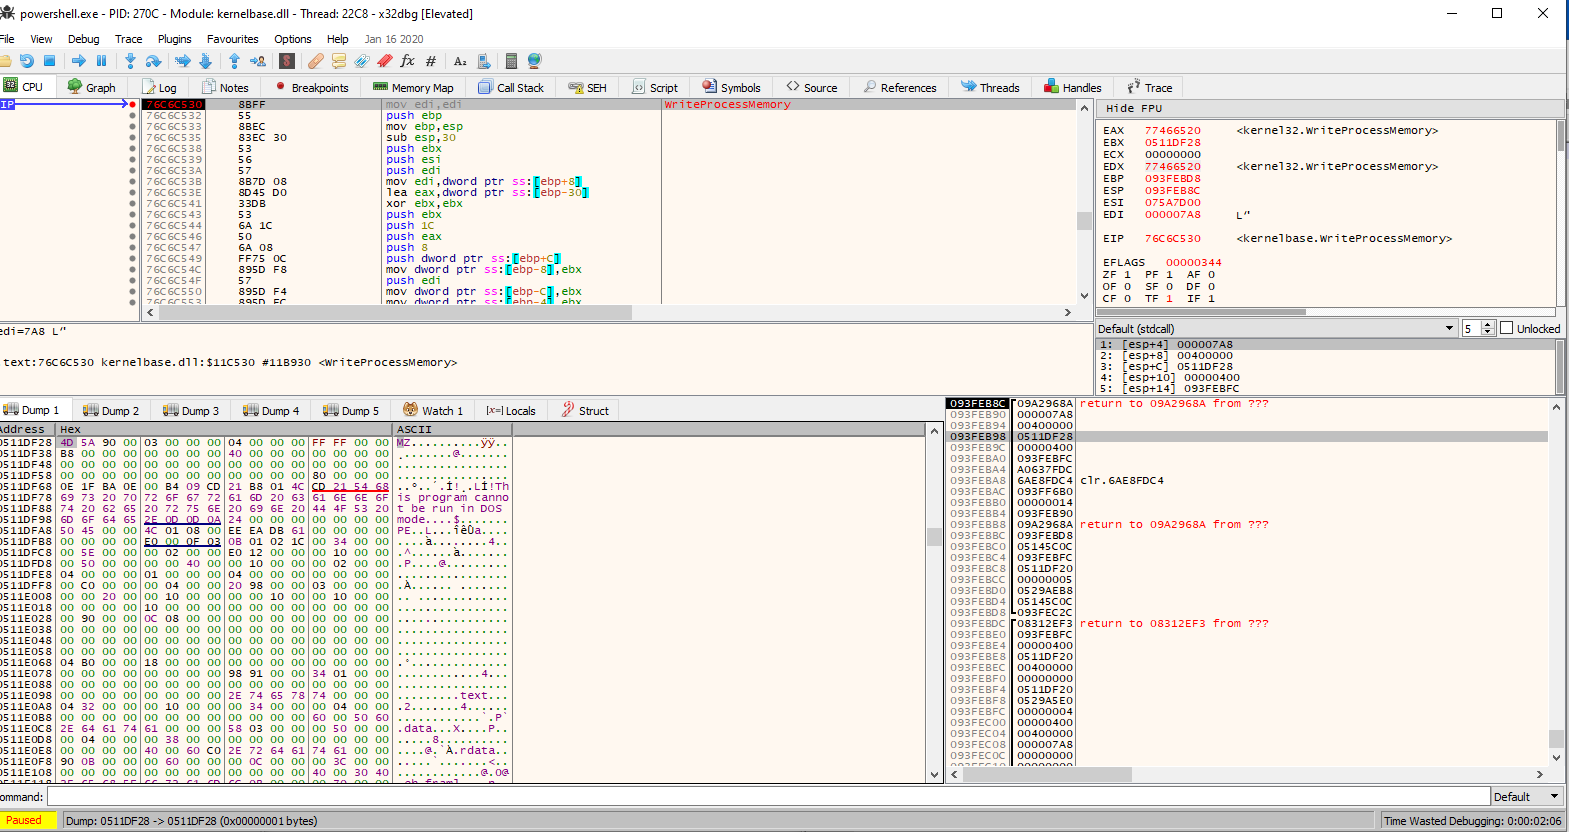 powershell.exe - PID: 270C - Module: kernelbase.dll - Thread: 22C8 - x32dbg [Elevated]
File View Debug Trace Plugins Favourites Options Help Jan 16 2020
CPU Graph Log Notes Breakpoints Memory Map Call Stack SEH Script Symbols Source References Threads Handles Trace
IP 76C6C530 8BFF mov edi,edi WriteProcessMemory
76C6C532 55 push ebp
76C6C533 8BEC mov ebp,esp
76C6C535 83EC 30 sub esp,30
76C6C538 53 push ebx
76C6C539 56 push esi
76C6C53A 57 push edi
76C6C53B 8B7D 08 mov edi,dword ptr ss:[ebp+8]
76C6C53E 8D45 D0 lea eax,dword ptr ss:[ebp-30]
76C6C541 33DB xor ebx,ebx
76C6C543 53 push ebx
76C6C544 6A 1C push 1C
76C6C546 50 push eax
76C6C547 6A 08 push 8
76C6C549 FF75 0C push dword ptr ss:[ebp+C]
76C6C54C 895D F8 mov dword ptr ss:[ebp-8],ebx
76C6C54F 57 push edi
76C6C550 895D F4 mov dword ptr ss:[ebp-C],ebx
76C6C553 895D FC mov dword ptr ss:[ebp-4],ebx
Hide FPU
EAX 77466520 <kernel32.WriteProcessMemory>
EBX 0511DF28
ECX 00000000
EDX 77466520 <kernel32.WriteProcessMemory>
EBP 093FEBD8
ESP 093FEB8C
ESI 075A7D00
EDI 000007A8 L'
EIP 76C6C530 <kernelbase.WriteProcessMemory>
EFLAGS 00000344
ZF 1 PF 1 AF 0
OF 0 SF 0 DF 0
CF 0 TF 1 IF 1
Default (stdcall) 5 Unlocked
1: [esp+4] 000007A8
2: [esp+8] 00400000
3: [esp+C] 0511DF28
4: [esp+10] 00000400
5: [esp+14] 093FEBFC
edi=7A8 L'
text:76C6C530 kernelbase.dll:$11C530 #11B930 <WriteProcessMemory>
Dump 1 Dump 2 Dump 3 Dump 4 Dump 5 Watch 1 [x=] Locals Struct
Address Hex ASCII
0511DF28 4D 5A 90 00 03 00 00 00 04 00 00 00 FF FF 00 00 MZ..........ÿÿ..
0511DF38 B8 00 00 00 00 00 00 00 40 00 00 00 00 00 00 00 ........@.......
0511DF48 00 00 00 00 00 00 00 00 00 00 00 00 00 00 00 00 ................
0511DF58 00 00 00 00 00 00 00 00 00 00 00 00 80 00 00 00 ................
0511DF68 0E 1F BA 0E 00 B4 09 CD 21 B8 01 4C CD 21 54 68 ..º..´.Í!¸.LÍ!Th
0511DF78 69 73 20 70 72 6F 67 72 61 6D 20 63 61 6E 6E 6F is program canno
0511DF88 74 20 62 65 20 72 75 6E 20 69 6E 20 44 4F 53 20 t be run in DOS
0511DF98 6D 6F 64 65 2E 0D 0D 0A 24 00 00 00 00 00 00 00 mode....$.......
0511DFA8 50 45 00 00 4C 01 08 00 EE EA DB 61 00 00 00 00 PE..L...îêÛa....
0511DFB8 00 00 00 00 E0 00 0F 03 0B 01 02 1C 00 34 00 00 ....à........4..
0511DFC8 00 5E 00 00 00 02 00 00 E0 12 00 00 00 10 00 00 .^......à.......
0511DFD8 00 50 00 00 00 00 40 00 00 10 00 00 00 02 00 00 .P....@.........
0511DFE8 04 00 00 00 01 00 00 00 04 00 00 00 00 00 00 00 ................
0511DFF8 00 C0 00 00 00 04 00 00 20 98 00 00 03 00 00 00 .À...... .......
0511E008 00 00 20 00 00 10 00 00 00 00 10 00 00 10 00 00
0511E018 00 00 00 00 10 00 00 00 00 00 00 00 00 00 00 00
0511E028 00 90 00 00 0C 08 00 00 00 00 00 00 00 00 00 00
0511E038 00 00 00 00 00 00 00 00 00 00 00 00 00 00 00 00
0511E048 00 00 00 00 00 00 00 00 00 00 00 00 00 00 00 00
0511E058 00 00 00 00 00 00 00 00 00 00 00 00 00 00 00 00
0511E068 04 B0 00 00 18 00 00 00 00 00 00 00 00 00 00 00 .°..............
0511E078 00 00 00 00 00 00 00 00 98 91 00 00 34 01 00 00 ............4...
0511E088 00 00 00 00 00 00 00 00 00 00 00 00 00 00 00 00
0511E098 00 00 00 00 00 00 00 00 2E 74 65 78 74 00 00 00 .........text...
0511E0A8 04 32 00 00 00 10 00 00 00 34 00 00 00 04 00 00 .2.......4......
0511E0B8 00 00 00 00 00 00 00 00 00 00 00 00 60 00 50 60 ............`.P`
0511E0C8 2E 64 61 74 61 00 00 00 58 03 00 00 00 50 00 00 .data...X....P..
0511E0D8 00 04 00 00 00 38 00 00 00 00 00 00 00 00 00 00 .....8..........
0511E0E8 00 00 00 00 40 00 60 C0 2E 72 64 61 74 61 00 00 ....@.`À.rdata..
0511E0F8 90 0B 00 00 00 60 00 00 00 0C 00 00 00 3C 00 00 .....`.......<..
0511E108 00 00 00 00 00 00 00 00 00 00 00 00 40 00 30 40 ............@.0@
093FEB8C 09A2968A return to 09A2968A from ???
093FEB90 000007A8
093FEB94 00400000
093FEB98 0511DF28
093FEB9C 00000400
093FEBA0 093FEBFC
093FEBA4 A0637FDC
093FEBA8 6AE8FDC4 clr.6AE8FDC4
093FEBAC 093FF6B0
093FEBB0 00000014
093FEBB4 093FEB90
093FEBB8 09A2968A return to 09A2968A from ???
093FEBBC 093FEBD8
093FEBC0 05145C0C
093FEBC4 093FEBFC
093FEBC8 0511DF20
093FEBCC 00000005
093FEBD0 0529AEB8
093FEBD4 05145C0C
093FEBD8 093FEC2C
093FEBDC 08312EF3 return to 08312EF3 from ???
093FEBE0 093FEBFC
093FEBE4 00000400
093FEBE8 0511DF20
093FEBEC 00400000
093FEBF0 00000000
093FEBF4 0511DF20
093FEBF8 0529A5E0
093FEBFC 00000004
093FEC00 00000400
093FEC04 00400000
093FEC08 000007A8
093FEC0C 00000000
ommand: Default
Paused Dump: 0511DF28 -> 0511DF28 (0x00000001 bytes) Time Wasted Debugging: 0:00:02:06